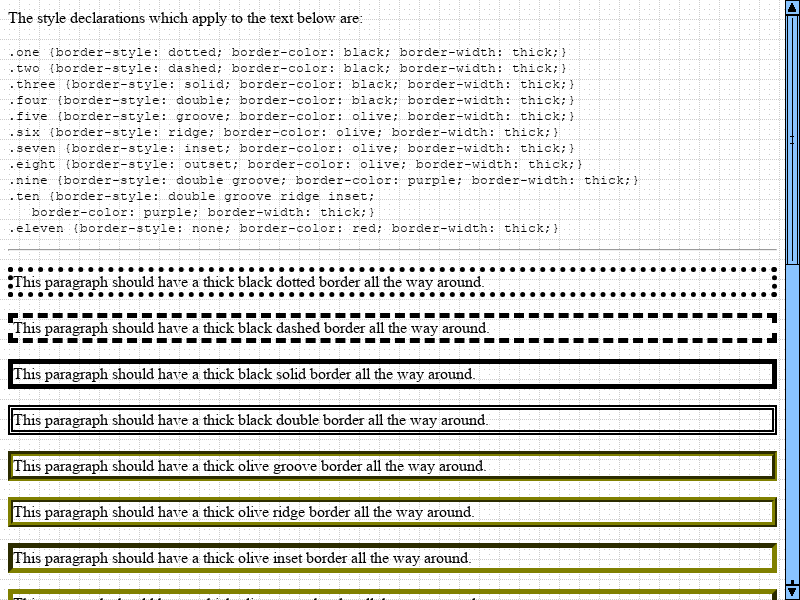 The style declarations which apply to the text below are:
.one {border-style: dotted; border-color: black; border-width: thick;}
.two {border-style: dashed; border-color: black; border-width: thick;}
.three {border-style: solid; border-color: black; border-width: thick;}
.four {border-style: double; border-color: black; border-width: thick;}
.five {border-style: groove; border-color: olive; border-width: thick;}
.six {border-style: ridge; border-color: olive; border-width: thick;}
.seven {border-style: inset; border-color: olive; border-width: thick;}
.eight {border-style: outset; border-color: olive; border-width: thick;}
.nine {border-style: double groove; border-color: purple; border-width: thick;}
.ten {border-style: double groove ridge inset;
border-color: purple; border-width: thick;}
.eleven {border-style: none; border-color: red; border-width: thick;}
This paragraph should have a thick black dotted border all the way around.
This paragraph should have a thick black dashed border all the way around.
This paragraph should have a thick black solid border all the way around.
This paragraph should have a thick black double border all the way around.
This paragraph should have a thick olive groove border all the way around.
This paragraph should have a thick olive ridge border all the way around.
This paragraph should have a thick olive inset border all the way around.